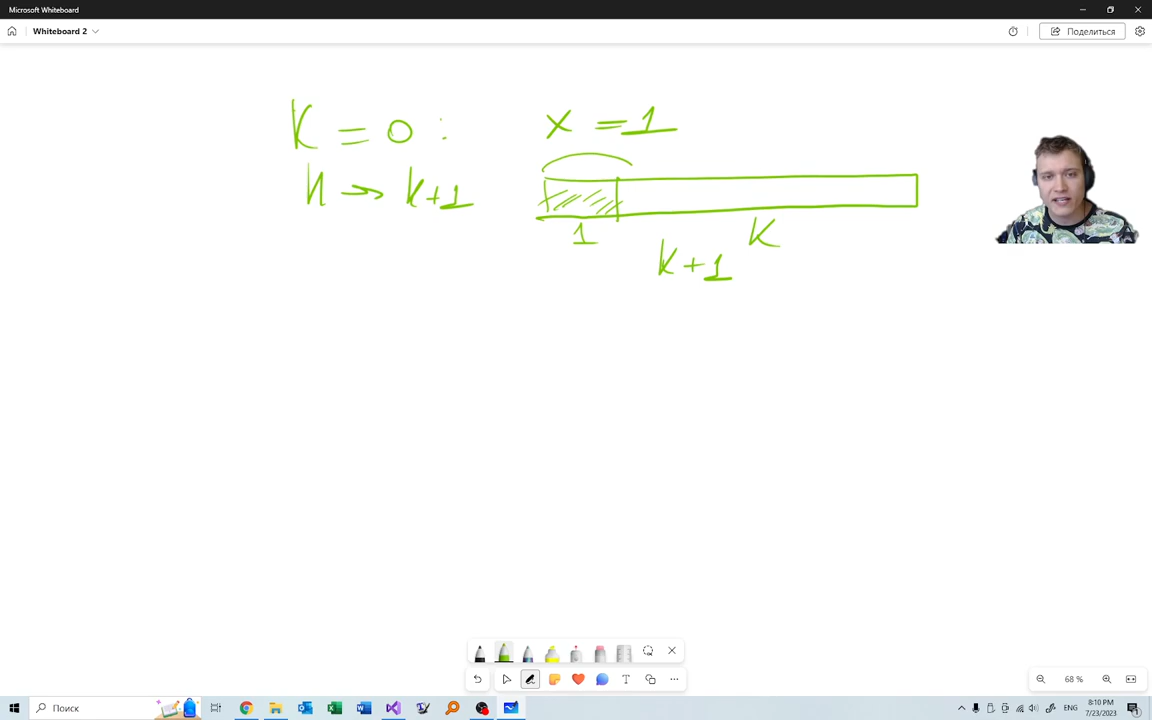 Microsoft Whiteboard
Whiteboard 2
Поделиться
K = 0 :
x = 1
n → k+1
1
K
k+1
68 %
Поиск
ENG
8:10 PM
7/23/2023
1